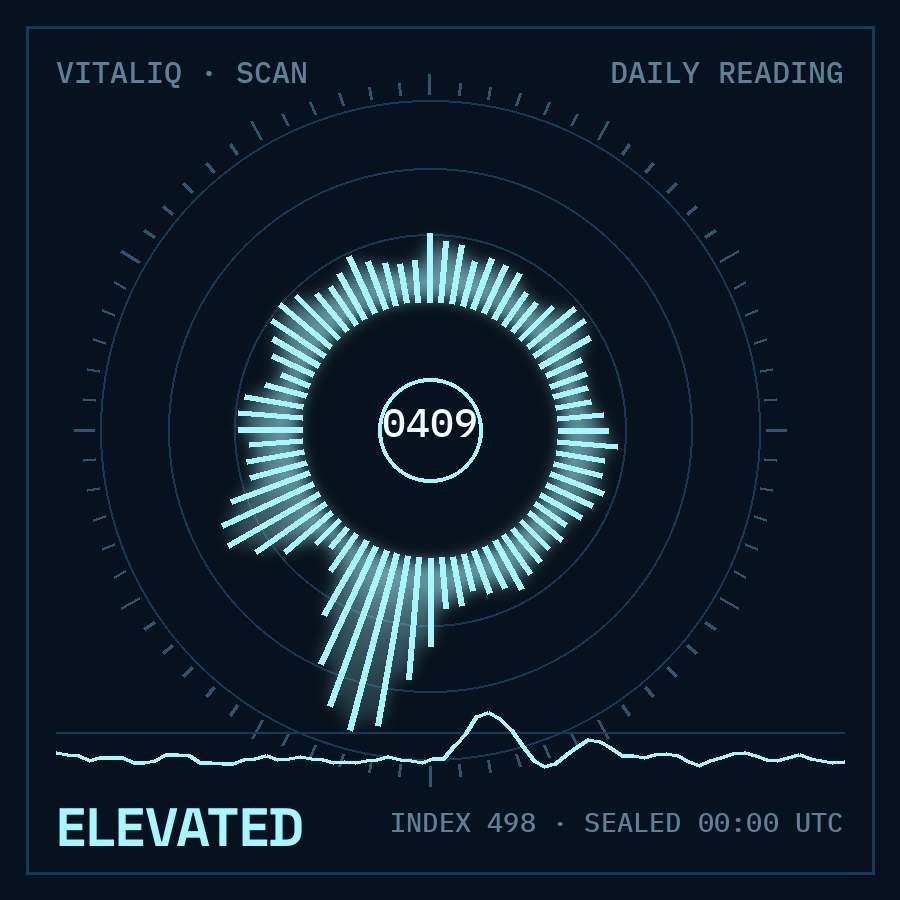 VITALIQ · SCAN
DAILY READING
0409
ELEVATED
INDEX 498 · SEALED 00:00 UTC